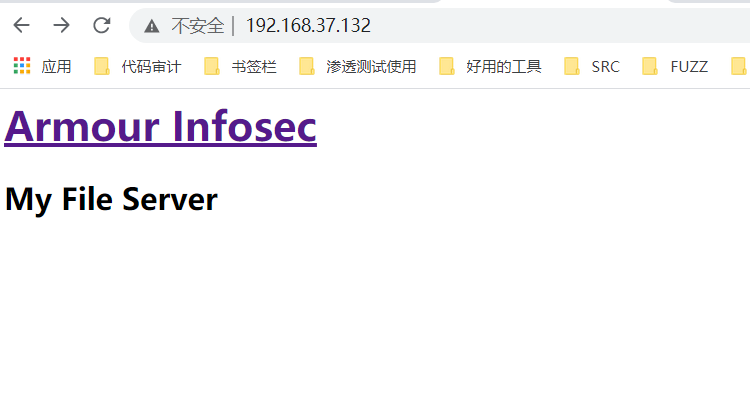 不安全 | 192.168.37.132
应用 代码审计 书签栏 渗透测试使用 好用的工具 SRC FUZZ
Armour Infosec
My File Server